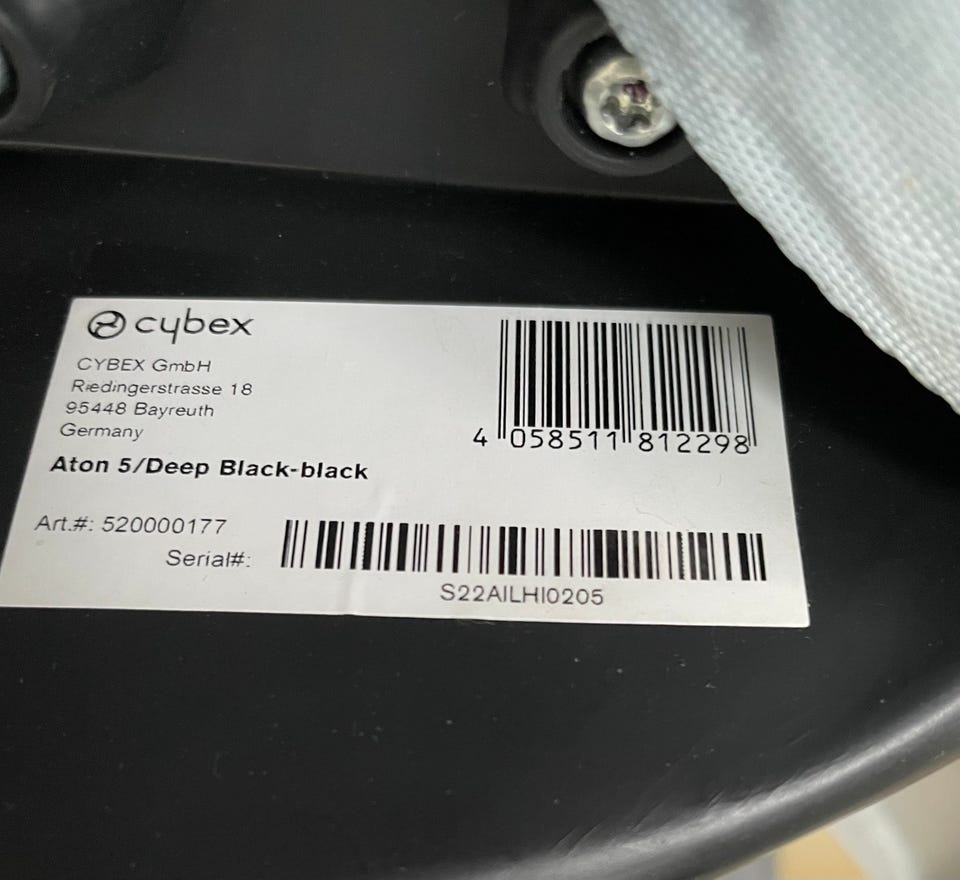 cybex
CYBEX GmbH
Riedingerstrasse 18
95448 Bayreuth
Germany
4 058511 812298
Aton 5/Deep Black-black
Art.#: 520000177
Serial#:
S22AILHI0205